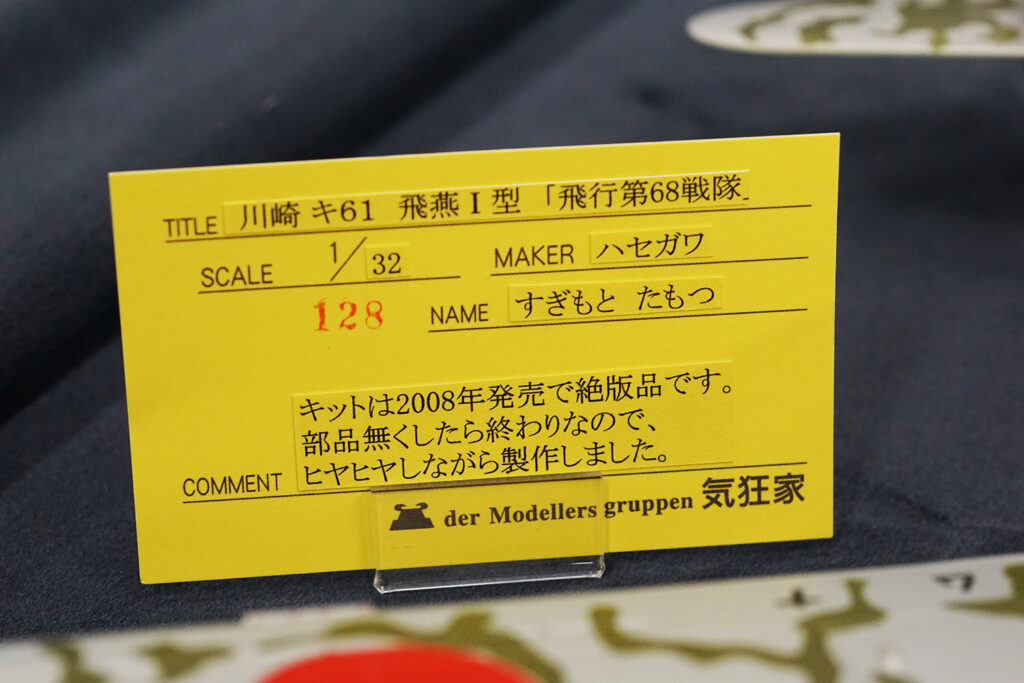 TITLE 川崎 キ61 飛燕Ⅰ型 「飛行第68戦隊」
SCALE 1/32 MAKER ハセガワ
128 NAME すぎもと たもつ
キットは2008年発売で絶版品です。
部品無くしたら終わりなので、
COMMENT ヒヤヒヤしながら製作しました。
der Modellers gruppen 気狂家